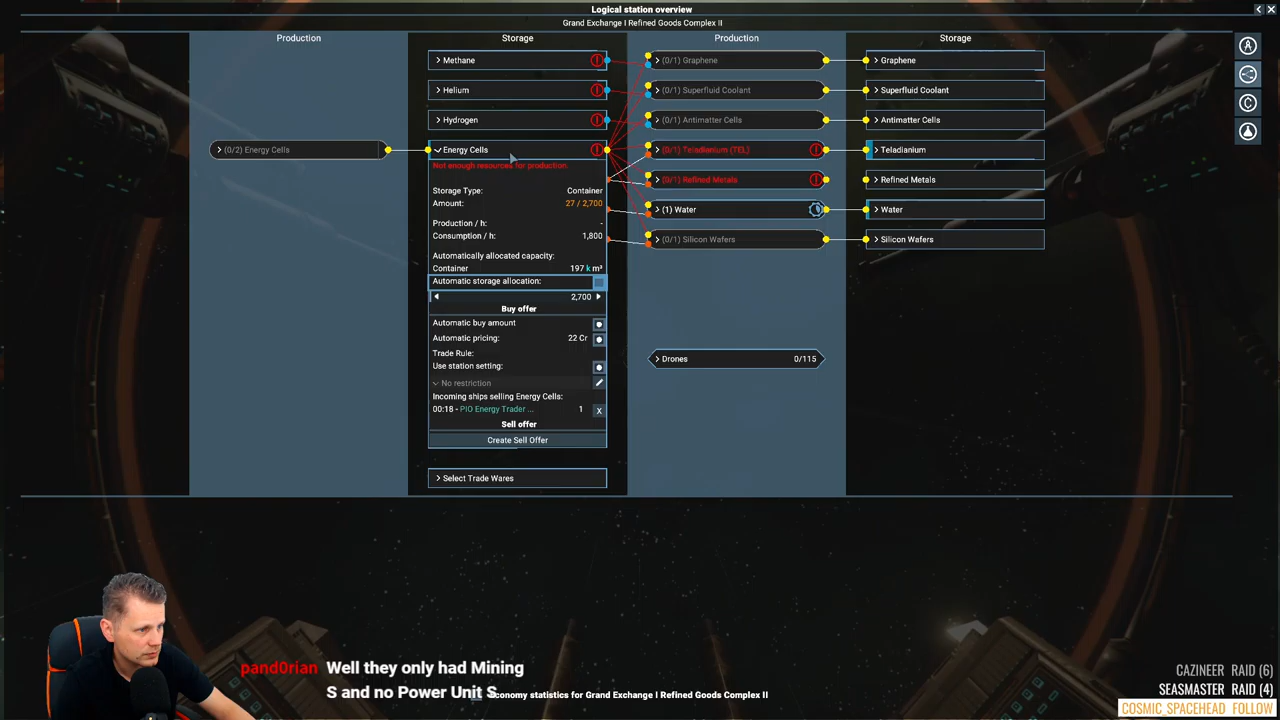 Logical station overview
Grand Exchange I Refined Goods Complex II
Production
Storage
Production
Storage
Methane
(0/1) Graphene
Graphene
Helium
(0/1) Superfluid Coolant
Superfluid Coolant
Hydrogen
(0/1) Antimatter Cells
Antimatter Cells
(0/2) Energy Cells
Energy Cells
(0/1) Teladianium (TEL)
Teladianium
Not enough resources for production.
(0/1) Refined Metals
Refined Metals
Storage Type: Container
Amount: 27 / 2,700
(1) Water
Water
Production / h: -
Consumption / h: 1,800
(0/1) Silicon Wafers
Silicon Wafers
Automatically allocated capacity:
Container 197 k m³
Automatic storage allocation:
2,700
Buy offer
Automatic buy amount
Automatic pricing: 22 Cr
Trade Rule:
Use station setting:
No restriction
Incoming ships selling Energy Cells:
00:18 - PIO Energy Trader ... 1 X
Sell offer
Create Sell Offer
Drones 0/115
Select Trade Wares
A
C
pand0rian Well they only had Mining
S and no Power Unit S
conomy statistics for Grand Exchange I Refined Goods Complex II
CAZINEER RAID (6)
SEASMASTER RAID (4)
COSMIC_SPACEHEAD FOLLOW